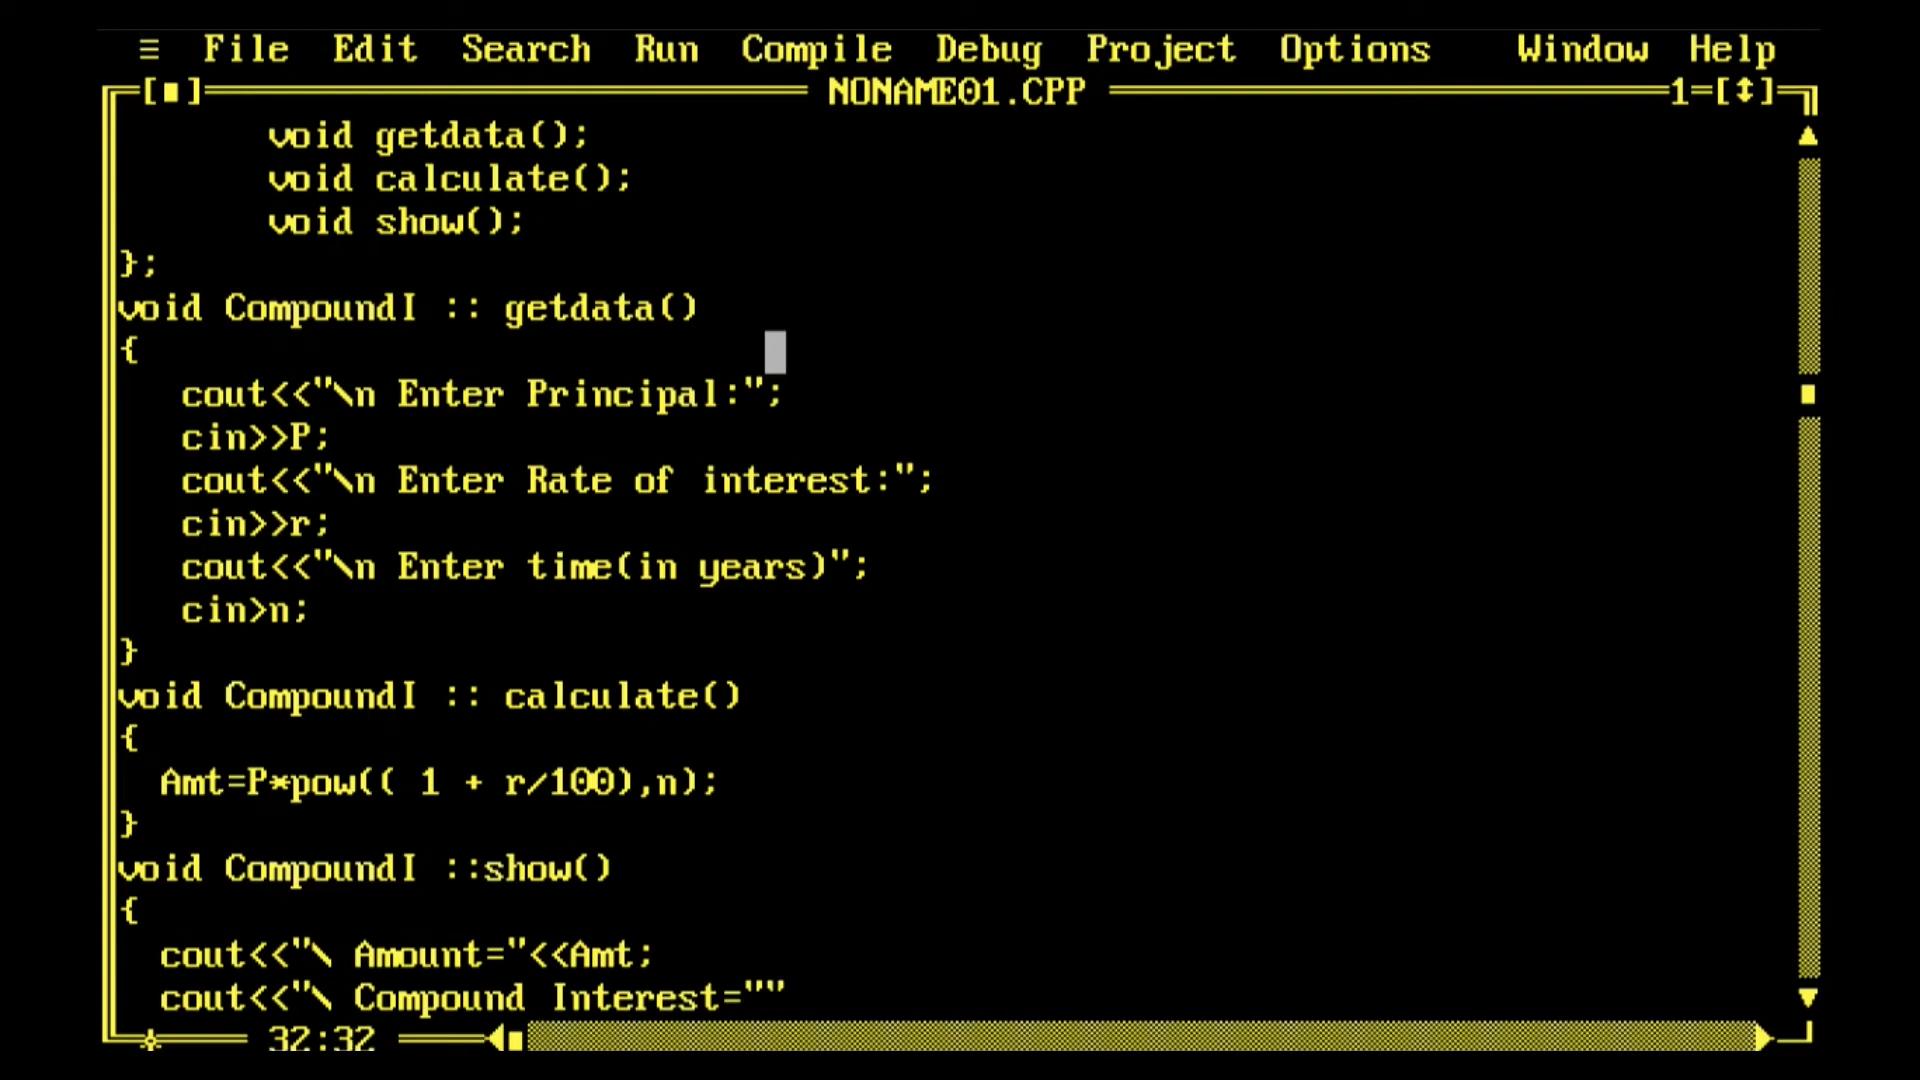 ≡ File Edit Search Run Compile Debug Project Options Window Help
[■] NONAME01.CPP 1=[↕]
void getdata();
void calculate();
void show();
};
void CompoundI :: getdata()
{
cout<<"\n Enter Principal:";
cin>>P;
cout<<"\n Enter Rate of interest:";
cin>>r;
cout<<"\n Enter time(in years)";
cin>n;
}
void CompoundI :: calculate()
{
Amt=P*pow(( 1 + r/100),n);
}
void CompoundI ::show()
{
cout<<"\ Amount="<<Amt;
cout<<"\ Compound Interest=""
32:32